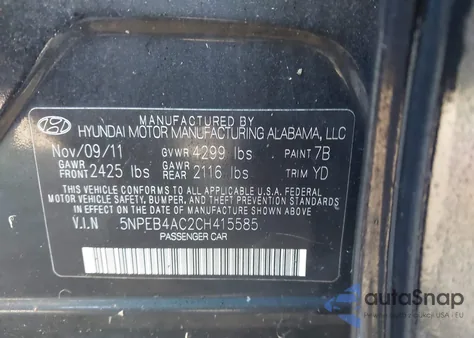 MANUFACTURED BY
HYUNDAI MOTOR MANUFACTURING ALABAMA, LLC
Nov/09/11 GVWR 4299 lbs PAINT 7B
GAWR FRONT 2425 lbs GAWR REAR 2116 lbs TRIM YD
THIS VEHICLE CONFORMS TO ALL APPLICABLE U.S.A. FEDERAL
MOTOR VEHICLE SAFETY, BUMPER, AND THEFT PREVENTION STANDARDS
IN EFFECT ON THE DATE OF MANUFACTURE SHOWN ABOVE.
V.I.N 5NPEB4AC2CH415585
PASSENGER CAR
autoSnap